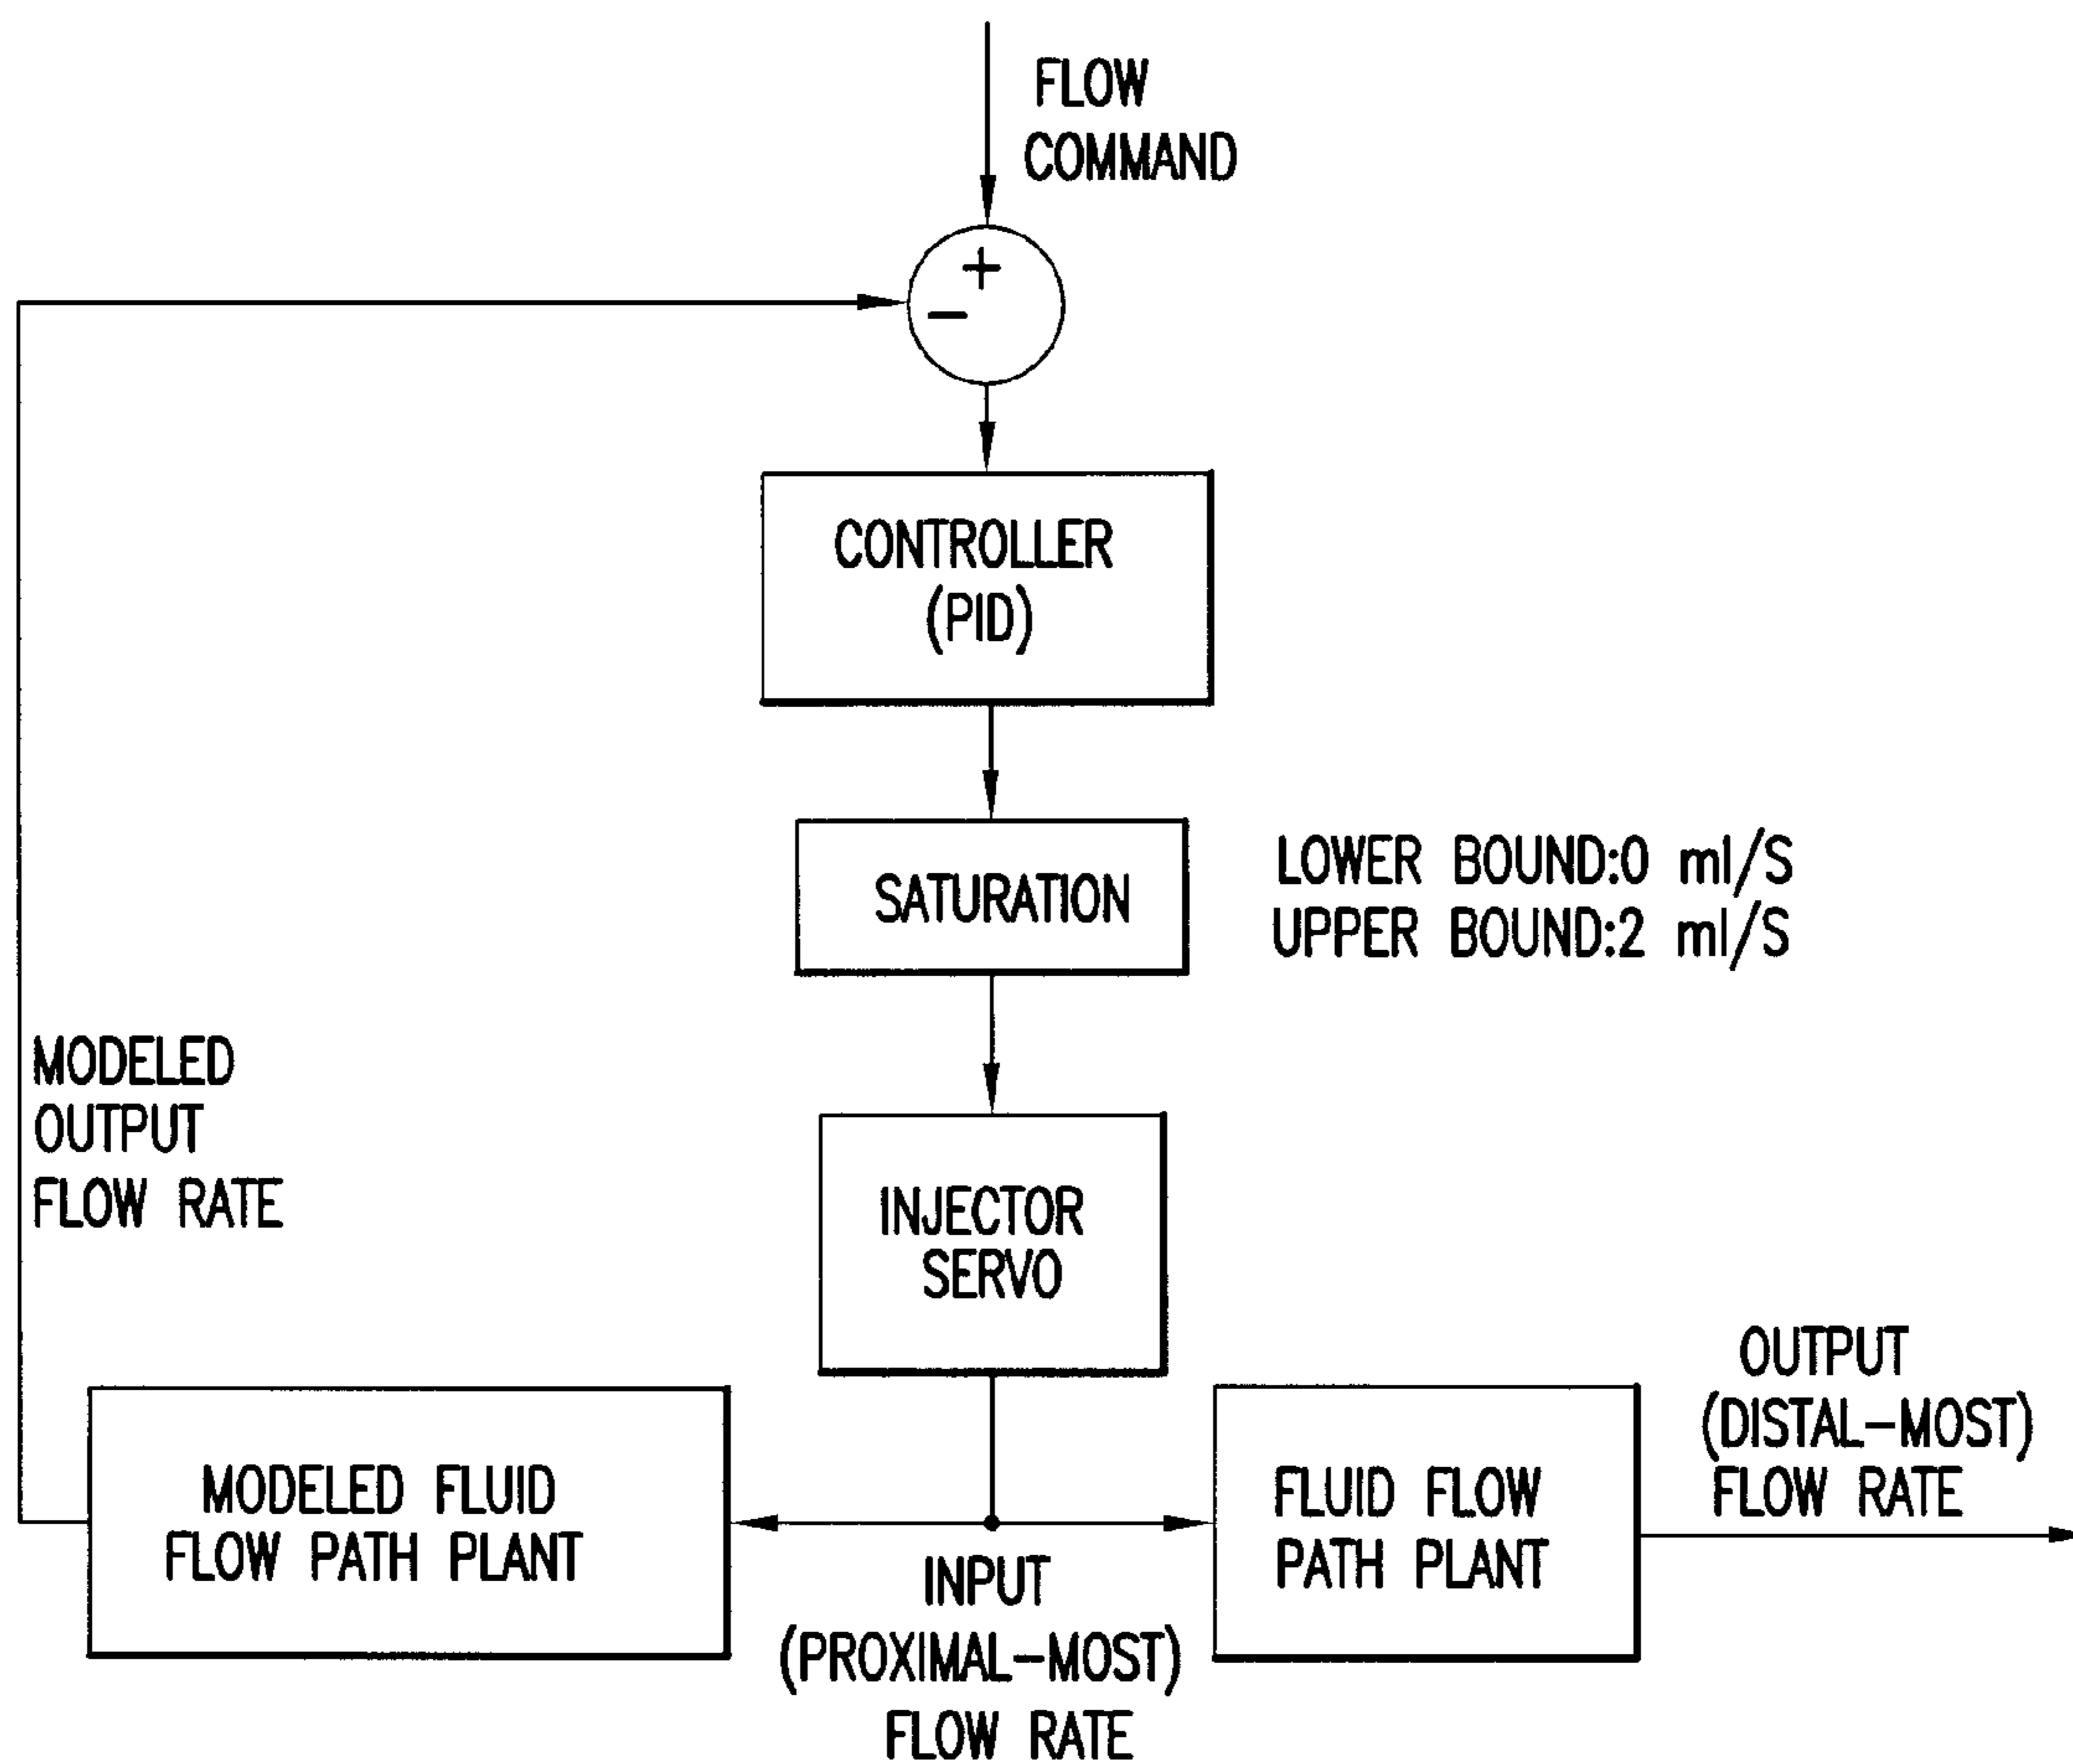 FLOW
COMMAND
+
−
CONTROLLER
(PID)
SATURATION
LOWER BOUND:0 ml/S
UPPER BOUND:2 ml/S
MODELED
OUTPUT
FLOW RATE
INJECTOR
SERVO
OUTPUT
(DISTAL-MOST)
FLOW RATE
MODELED FLUID
FLOW PATH PLANT
FLUID FLOW
PATH PLANT
INPUT
(PROXIMAL-MOST)
FLOW RATE